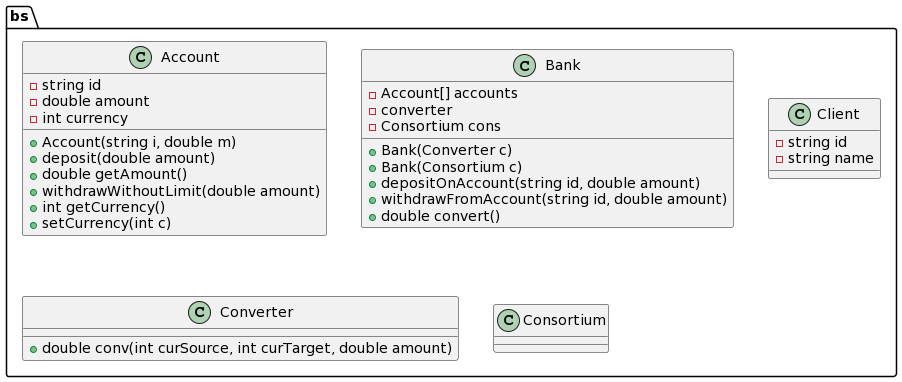 bs
C Account
string id
double amount
int currency
Account(string i, double m)
deposit(double amount)
double getAmount()
withdrawWithoutLimit(double amount)
int getCurrency()
setCurrency(int c)
C Bank
Account[] accounts
converter
Consortium cons
Bank(Converter c)
Bank(Consortium c)
depositOnAccount(string id, double amount)
withdrawFromAccount(string id, double amount)
double convert()
C Client
string id
string name
C Converter
double conv(int curSource, int curTarget, double amount)
C Consortium